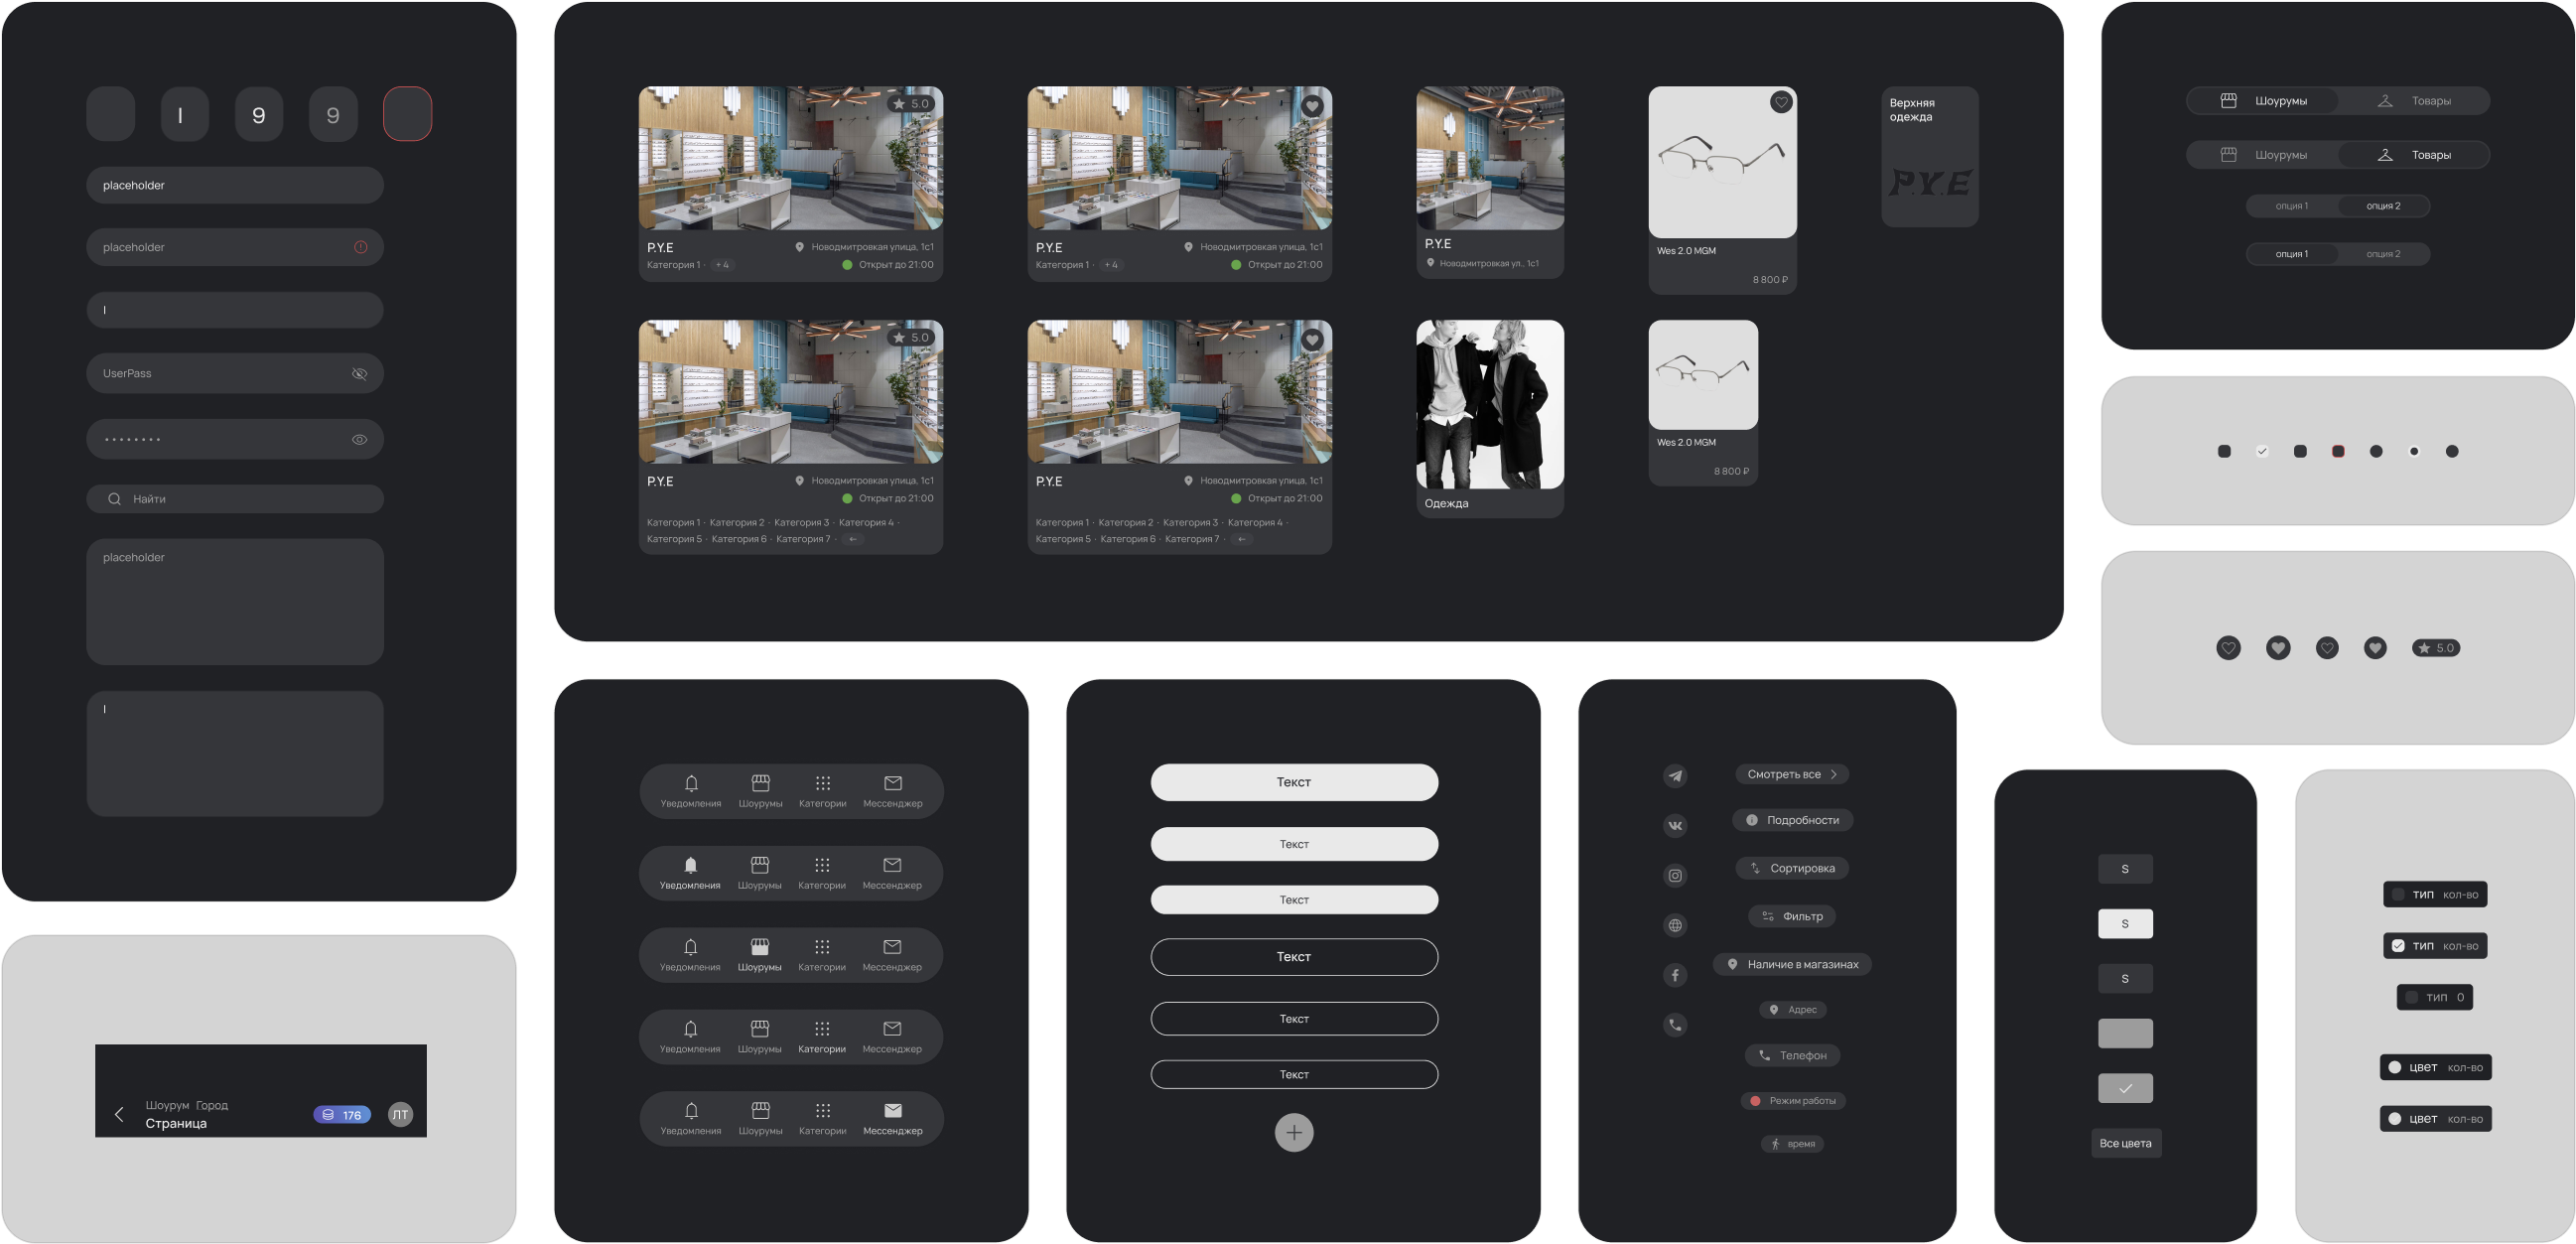 I
9
9
placeholder
placeholder
I
UserPass
Найти
placeholder
I
Шоурум Город
Страница
176
ЛТ
5.0
P.Y.E
Новодмитровкая улица, 1с1
Категория 1 · + 4
Открыт до 21:00
P.Y.E
Новодмитровкая улица, 1с1
Категория 1 · + 4
Открыт до 21:00
P.Y.E
Новодмитровкая ул., 1с1
Wes 2.0 MGM
8 800 ₽
Верхняя
одежда
P.Y.E
5.0
P.Y.E
Новодмитровкая улица, 1с1
Открыт до 21:00
Категория 1 · Категория 2 · Категория 3 · Категория 4 ·
Категория 5 · Категория 6 · Категория 7 ·
P.Y.E
Новодмитровкая улица, 1с1
Открыт до 21:00
Категория 1 · Категория 2 · Категория 3 · Категория 4 ·
Категория 5 · Категория 6 · Категория 7 ·
Одежда
Wes 2.0 MGM
8 800 ₽
Шоурумы Товары
Шоурумы Товары
опция 1 опция 2
опция 1 опция 2
5.0
Уведомления Шоурумы Категории Мессенджер
Уведомления Шоурумы Категории Мессенджер
Уведомления Шоурумы Категории Мессенджер
Уведомления Шоурумы Категории Мессенджер
Уведомления Шоурумы Категории Мессенджер
Текст
Текст
Текст
Текст
Текст
Текст
Смотреть все
Подробности
Сортировка
Фильтр
Наличие в магазинах
Адрес
Телефон
Режим работы
время
S
S
S
Все цвета
тип кол-во
тип кол-во
тип 0
цвет кол-во
цвет кол-во